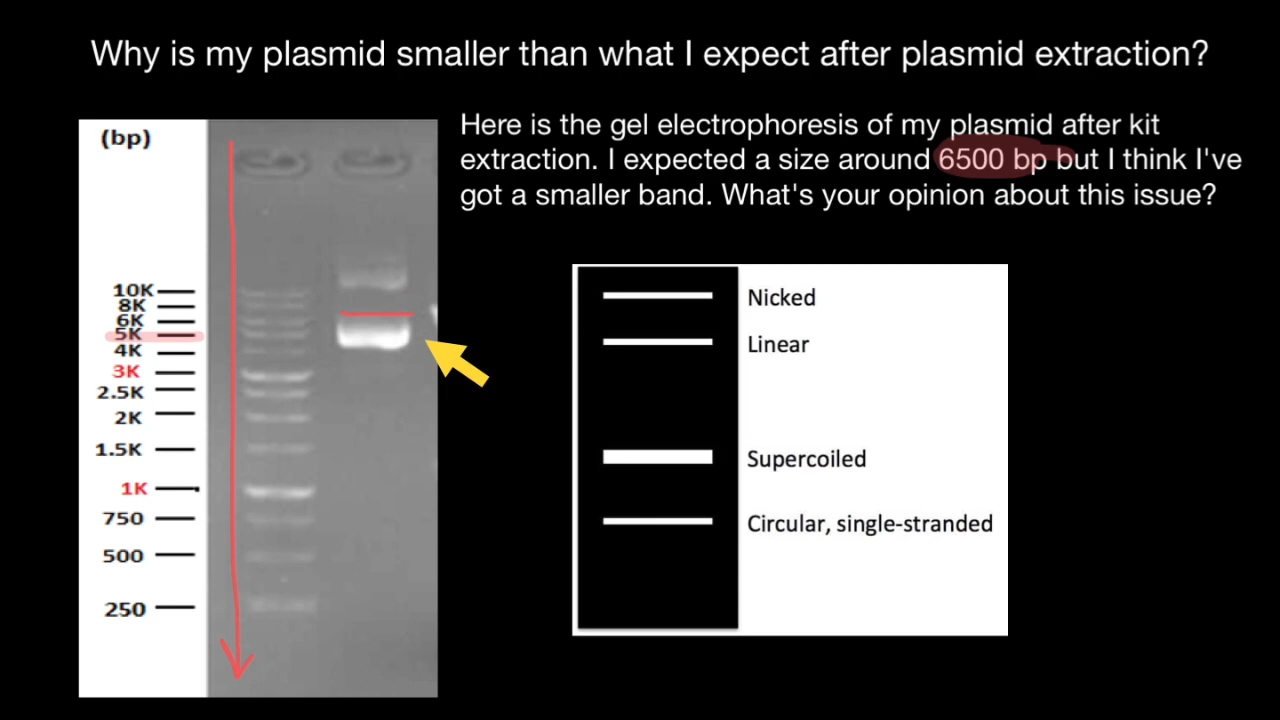 Why is my plasmid smaller than what I expect after plasmid extraction?
Here is the gel electrophoresis of my plasmid after kit
extraction. I expected a size around 6500 bp but I think I've
got a smaller band. What's your opinion about this issue?
(bp)
10K
8K
6K
5K
4K
3K
2.5K
2K
1.5K
1K
750
500
250
Nicked
Linear
Supercoiled
Circular, single-stranded